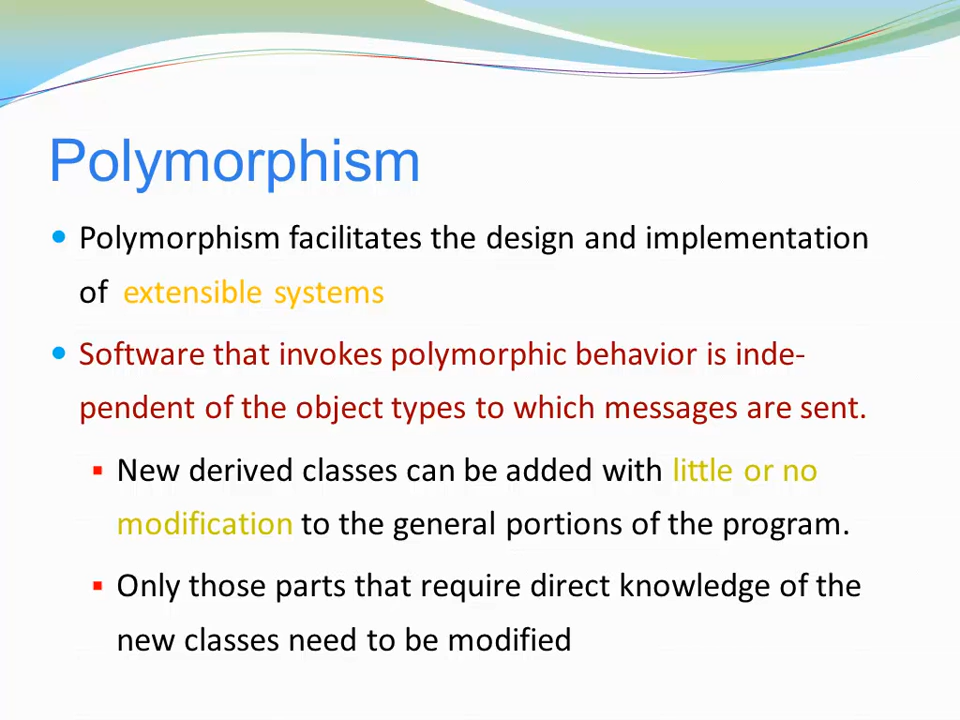 Polymorphism
• Polymorphism facilitates the design and implementation
of extensible systems
• Software that invokes polymorphic behavior is inde-
pendent of the object types to which messages are sent.
▪ New derived classes can be added with little or no
modification to the general portions of the program.
▪ Only those parts that require direct knowledge of the
new classes need to be modified